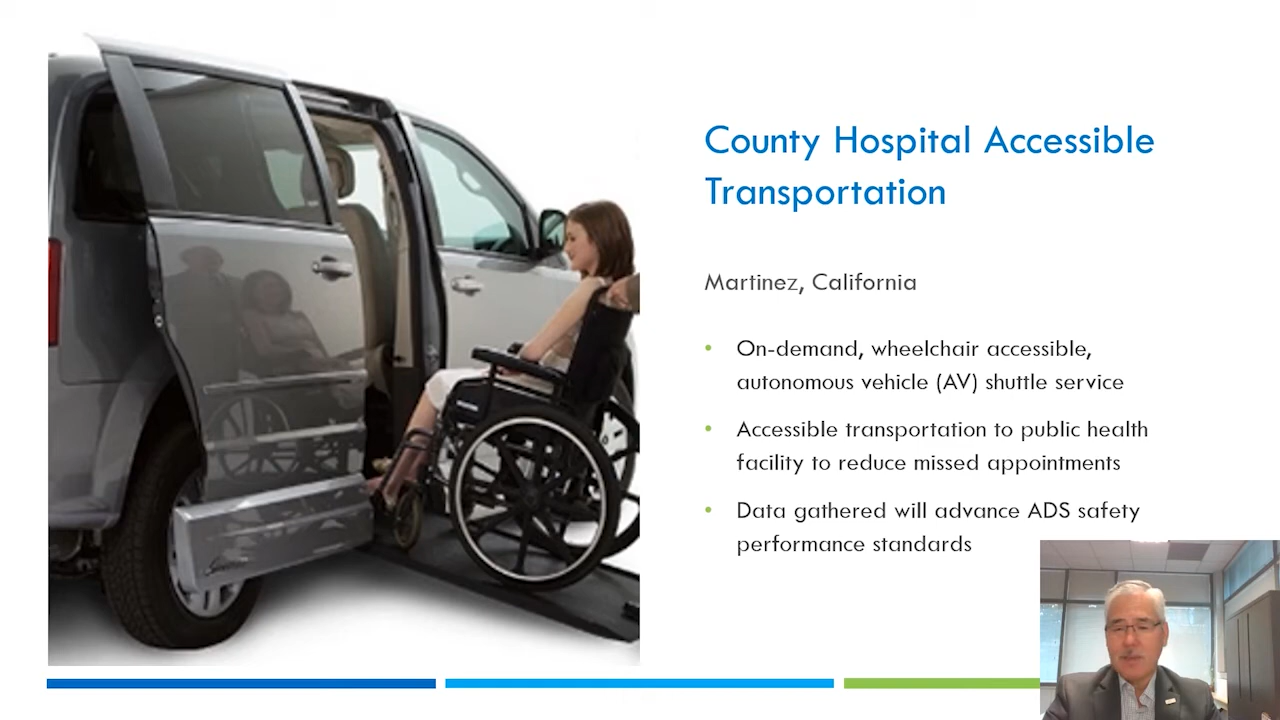 County Hospital Accessible
Transportation
Martinez, California
• On-demand, wheelchair accessible,
autonomous vehicle (AV) shuttle service
• Accessible transportation to public health
facility to reduce missed appointments
• Data gathered will advance ADS safety
performance standards